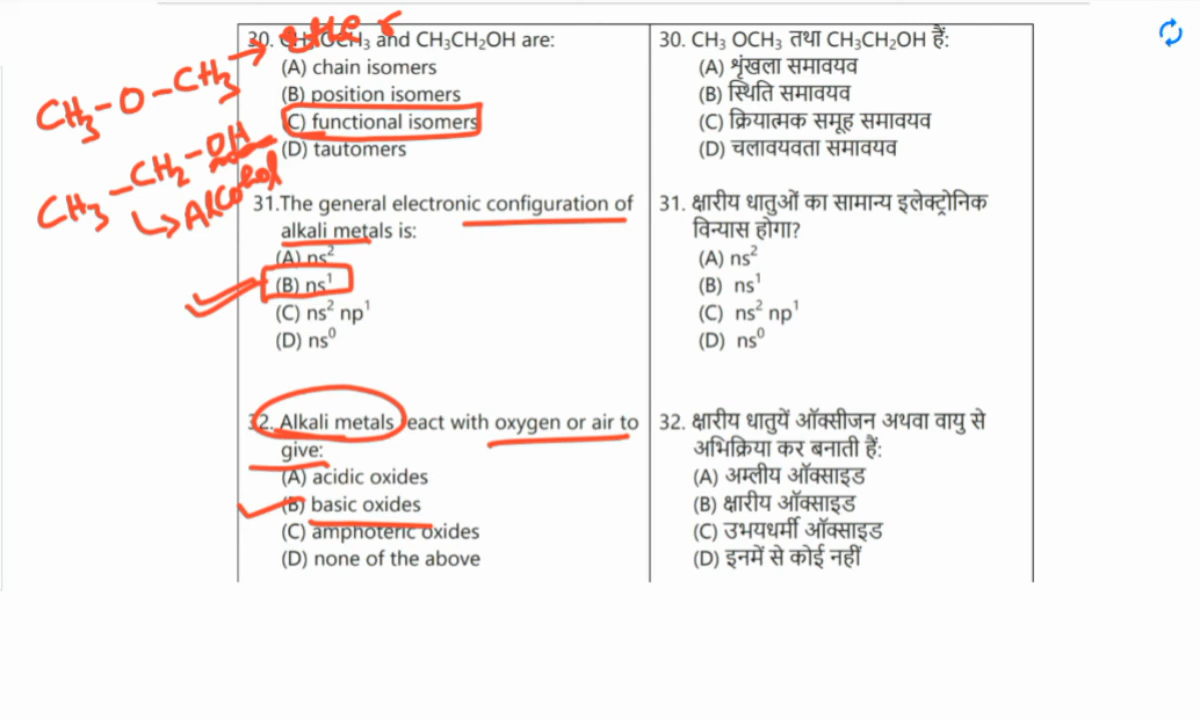 CH₃-O-CH₃ → ether
CH₃-CH₂-OH
↳ Alcohol
30. CH₃OCH₃ and CH₃CH₂OH are:
(A) chain isomers
(B) position isomers
(C) functional isomers
(D) tautomers
31.The general electronic configuration of
alkali metals is:
(A) ns²
(B) ns¹
(C) ns² np¹
(D) ns⁰
32. Alkali metals react with oxygen or air to
give:
(A) acidic oxides
(B) basic oxides
(C) amphoteric oxides
(D) none of the above
30. CH₃ OCH₃ तथा CH₃CH₂OH हैं:
(A) शृंखला समावयव
(B) स्थिति समावयव
(C) क्रियात्मक समूह समावयव
(D) चलावयवता समावयव
31. क्षारीय धातुओं का सामान्य इलेक्ट्रोनिक
विन्यास होगा?
(A) ns²
(B) ns¹
(C) ns² np¹
(D) ns⁰
32. क्षारीय धातुयें ऑक्सीजन अथवा वायु से
अभिक्रिया कर बनाती हैं:
(A) अम्लीय ऑक्साइड
(B) क्षारीय ऑक्साइड
(C) उभयधर्मी ऑक्साइड
(D) इनमें से कोई नहीं